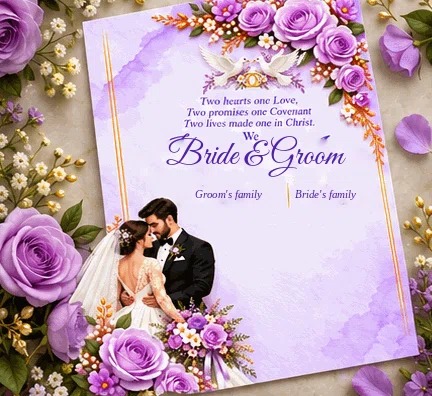 Two hearts one Love,
Two promises one Covenant
Two lives made one in Christ.
We
Bride & Groom
Groom's family
Bride's family